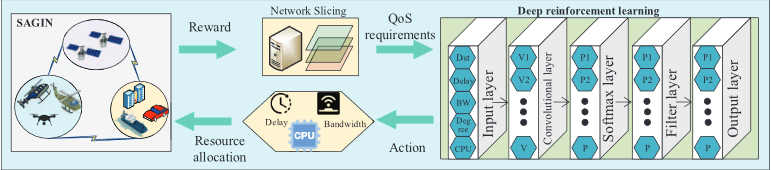 SAGIN
Reward
Network Slicing
QoS
requirements
Deep reinforcement learning
Dst
Delay
BW
Deg
ree
CPU
Input layer
V1
V2
V
Convolutional layer
P1
P2
P
Softmax layer
P1
P2
P
Filter layer
P1
P2
P
Output layer
Resource
allocation
Delay
Bandwidth
CPU
Action